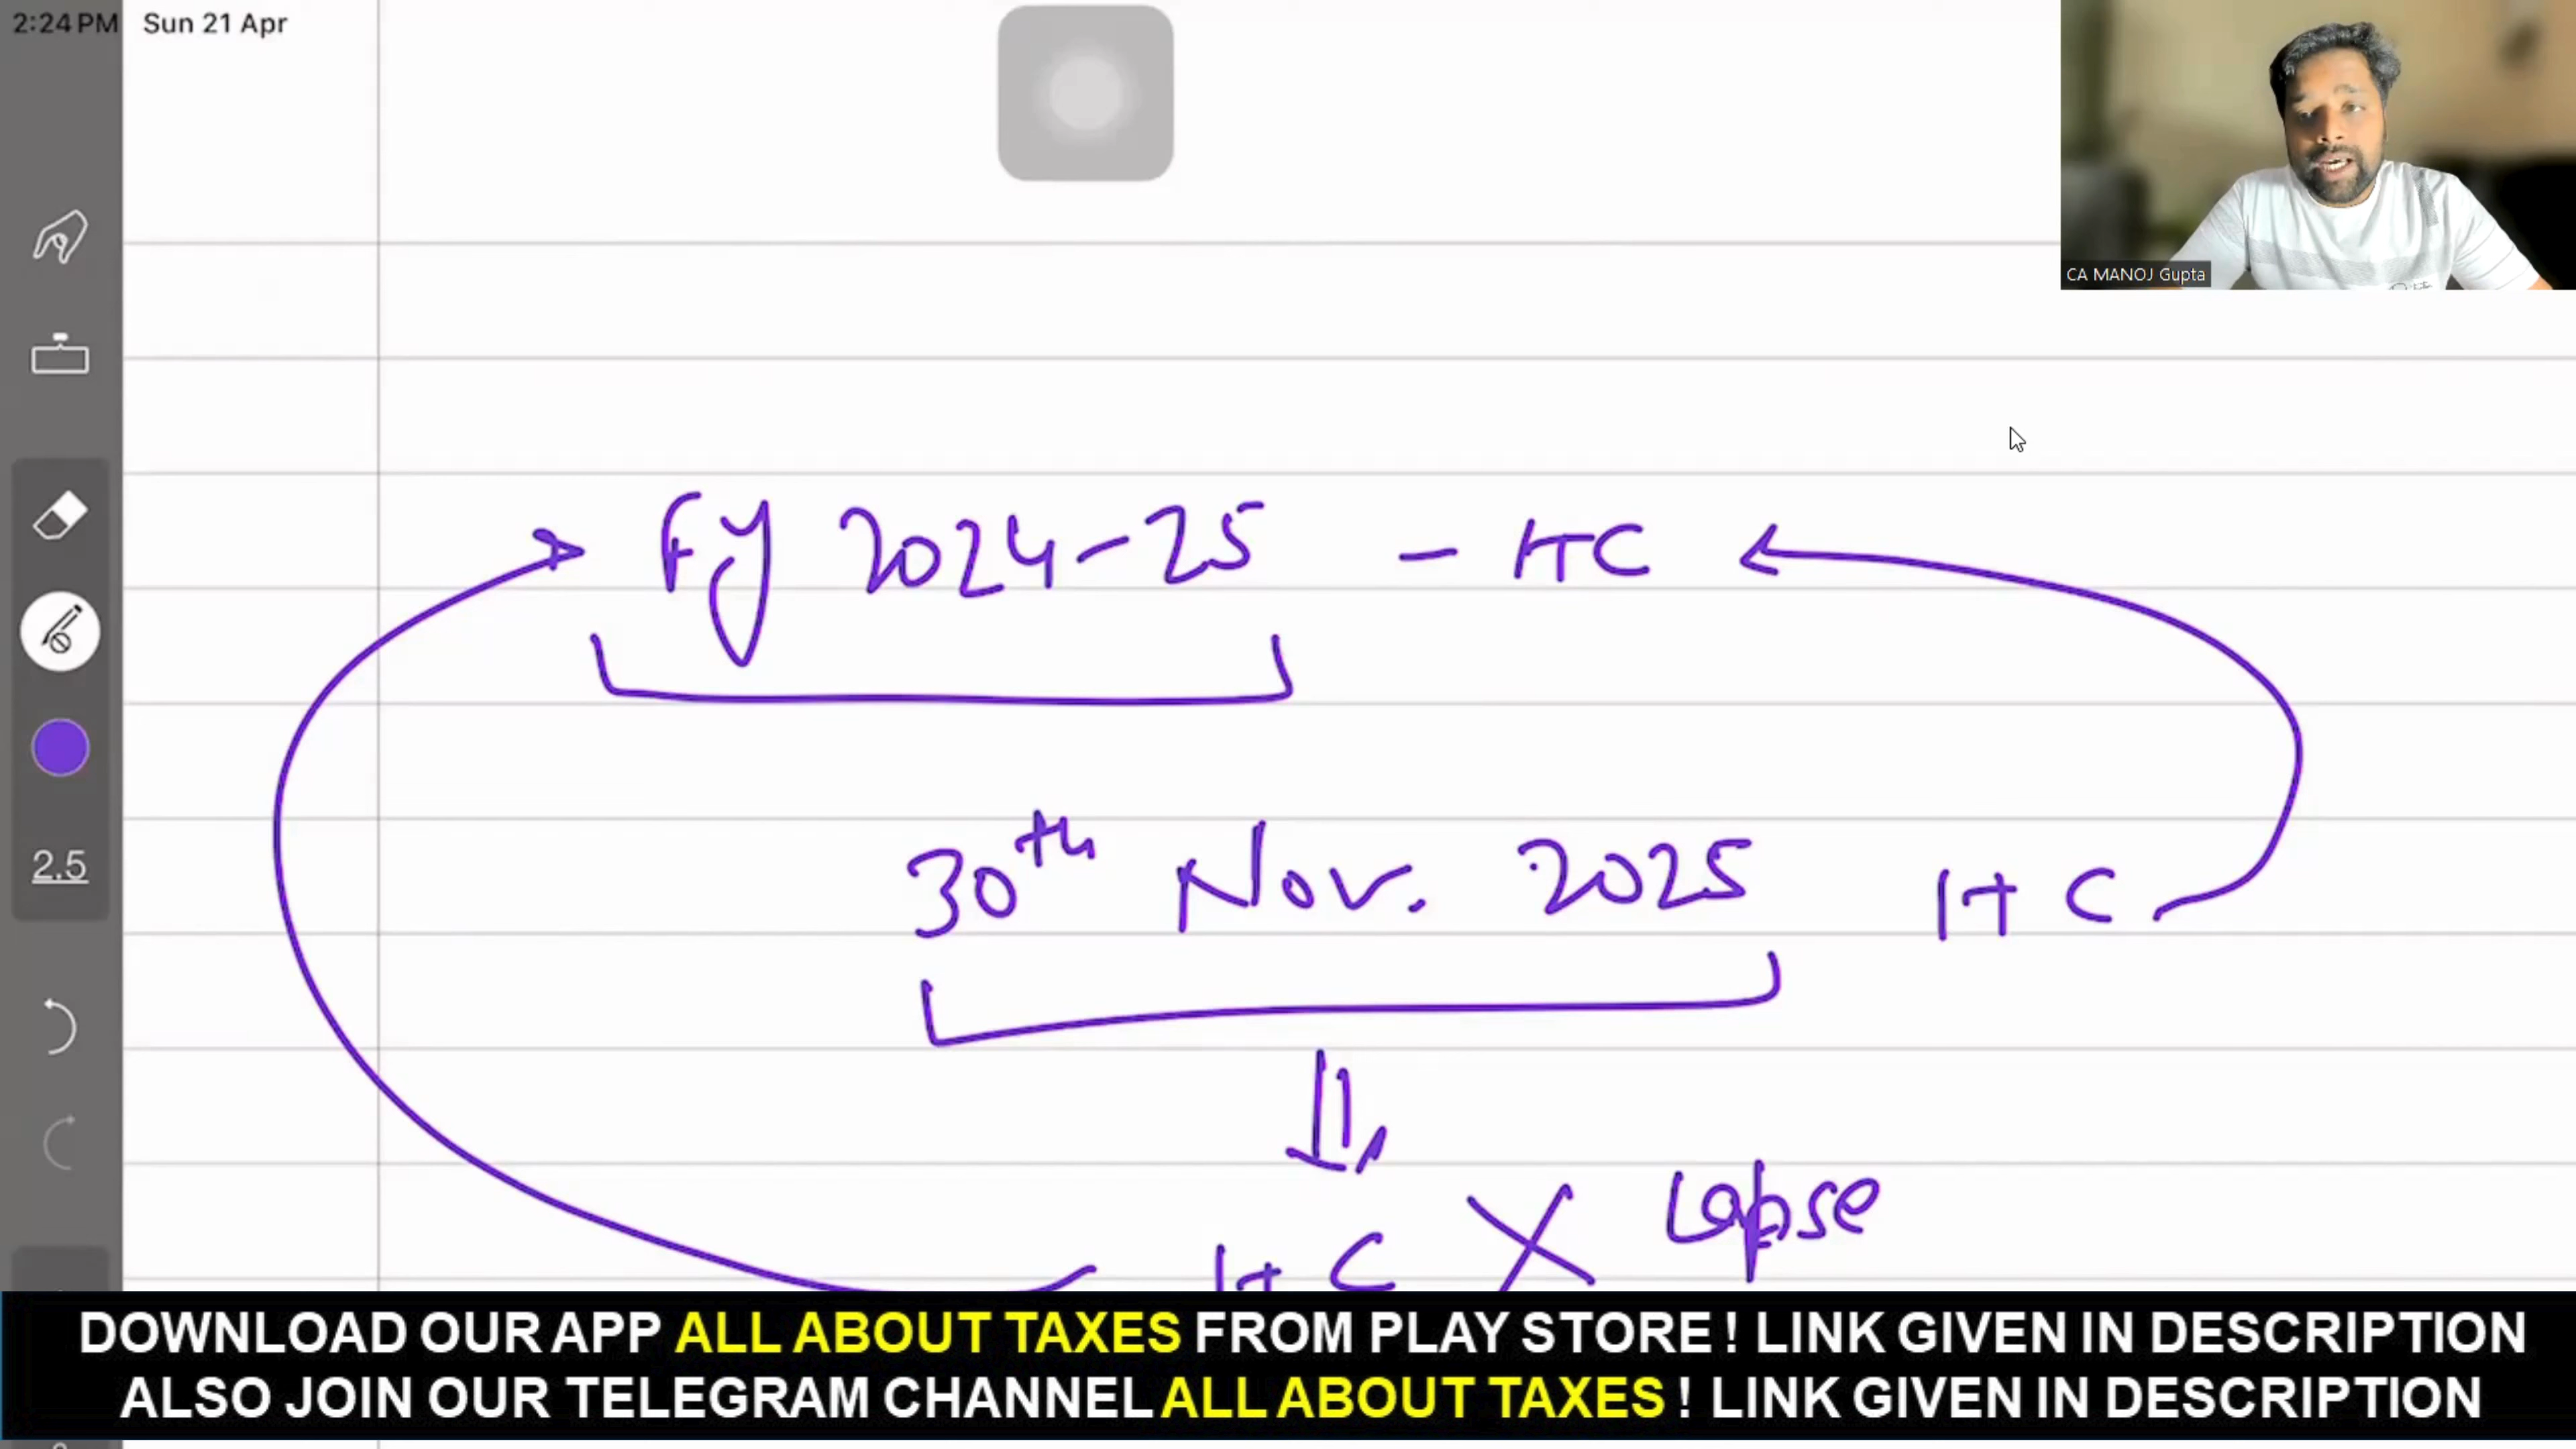 2:24 PM Sun 21 Apr
CA MANOJ Gupta
Fy 2024-25 - ITC
2.5
30th Nov. 2025 ITC
ITC X Lapse
DOWNLOAD OUR APP ALL ABOUT TAXES FROM PLAY STORE ! LINK GIVEN IN DESCRIPTION
ALSO JOIN OUR TELEGRAM CHANNEL ALL ABOUT TAXES ! LINK GIVEN IN DESCRIPTION